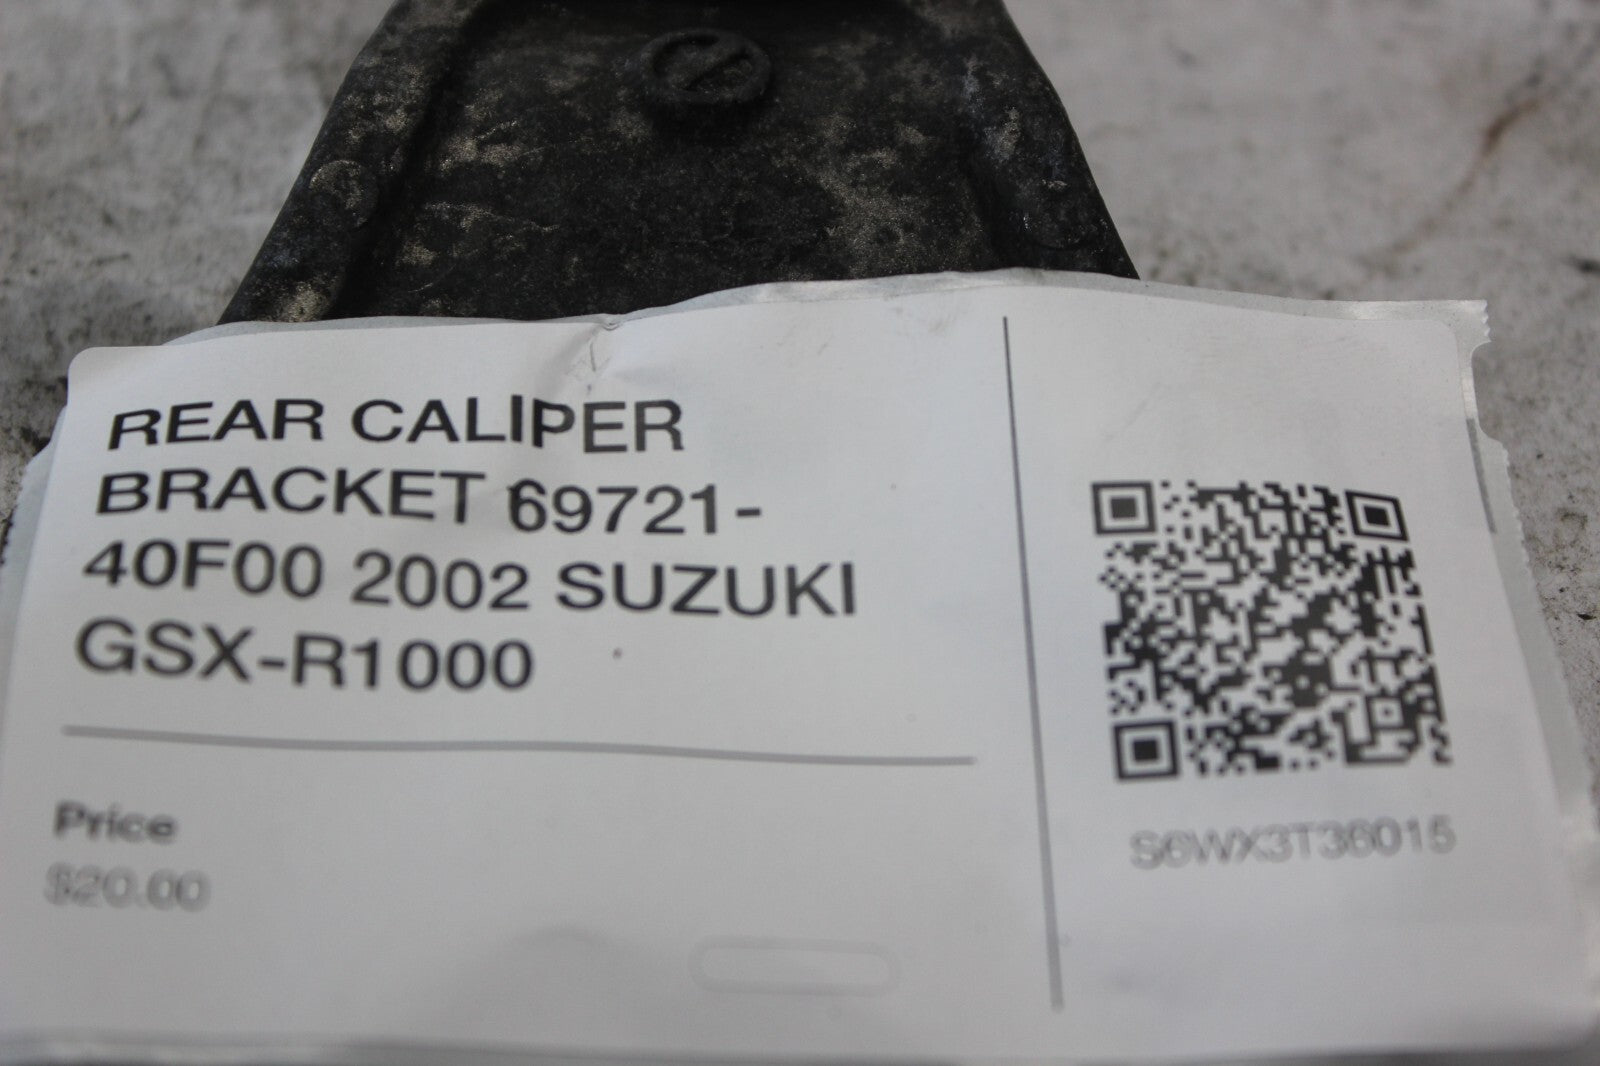 REAR CALIPER
BRACKET 69721-
40F00 2002 SUZUKI
GSX-R1000
Price
$20.00
S6WX3T36015